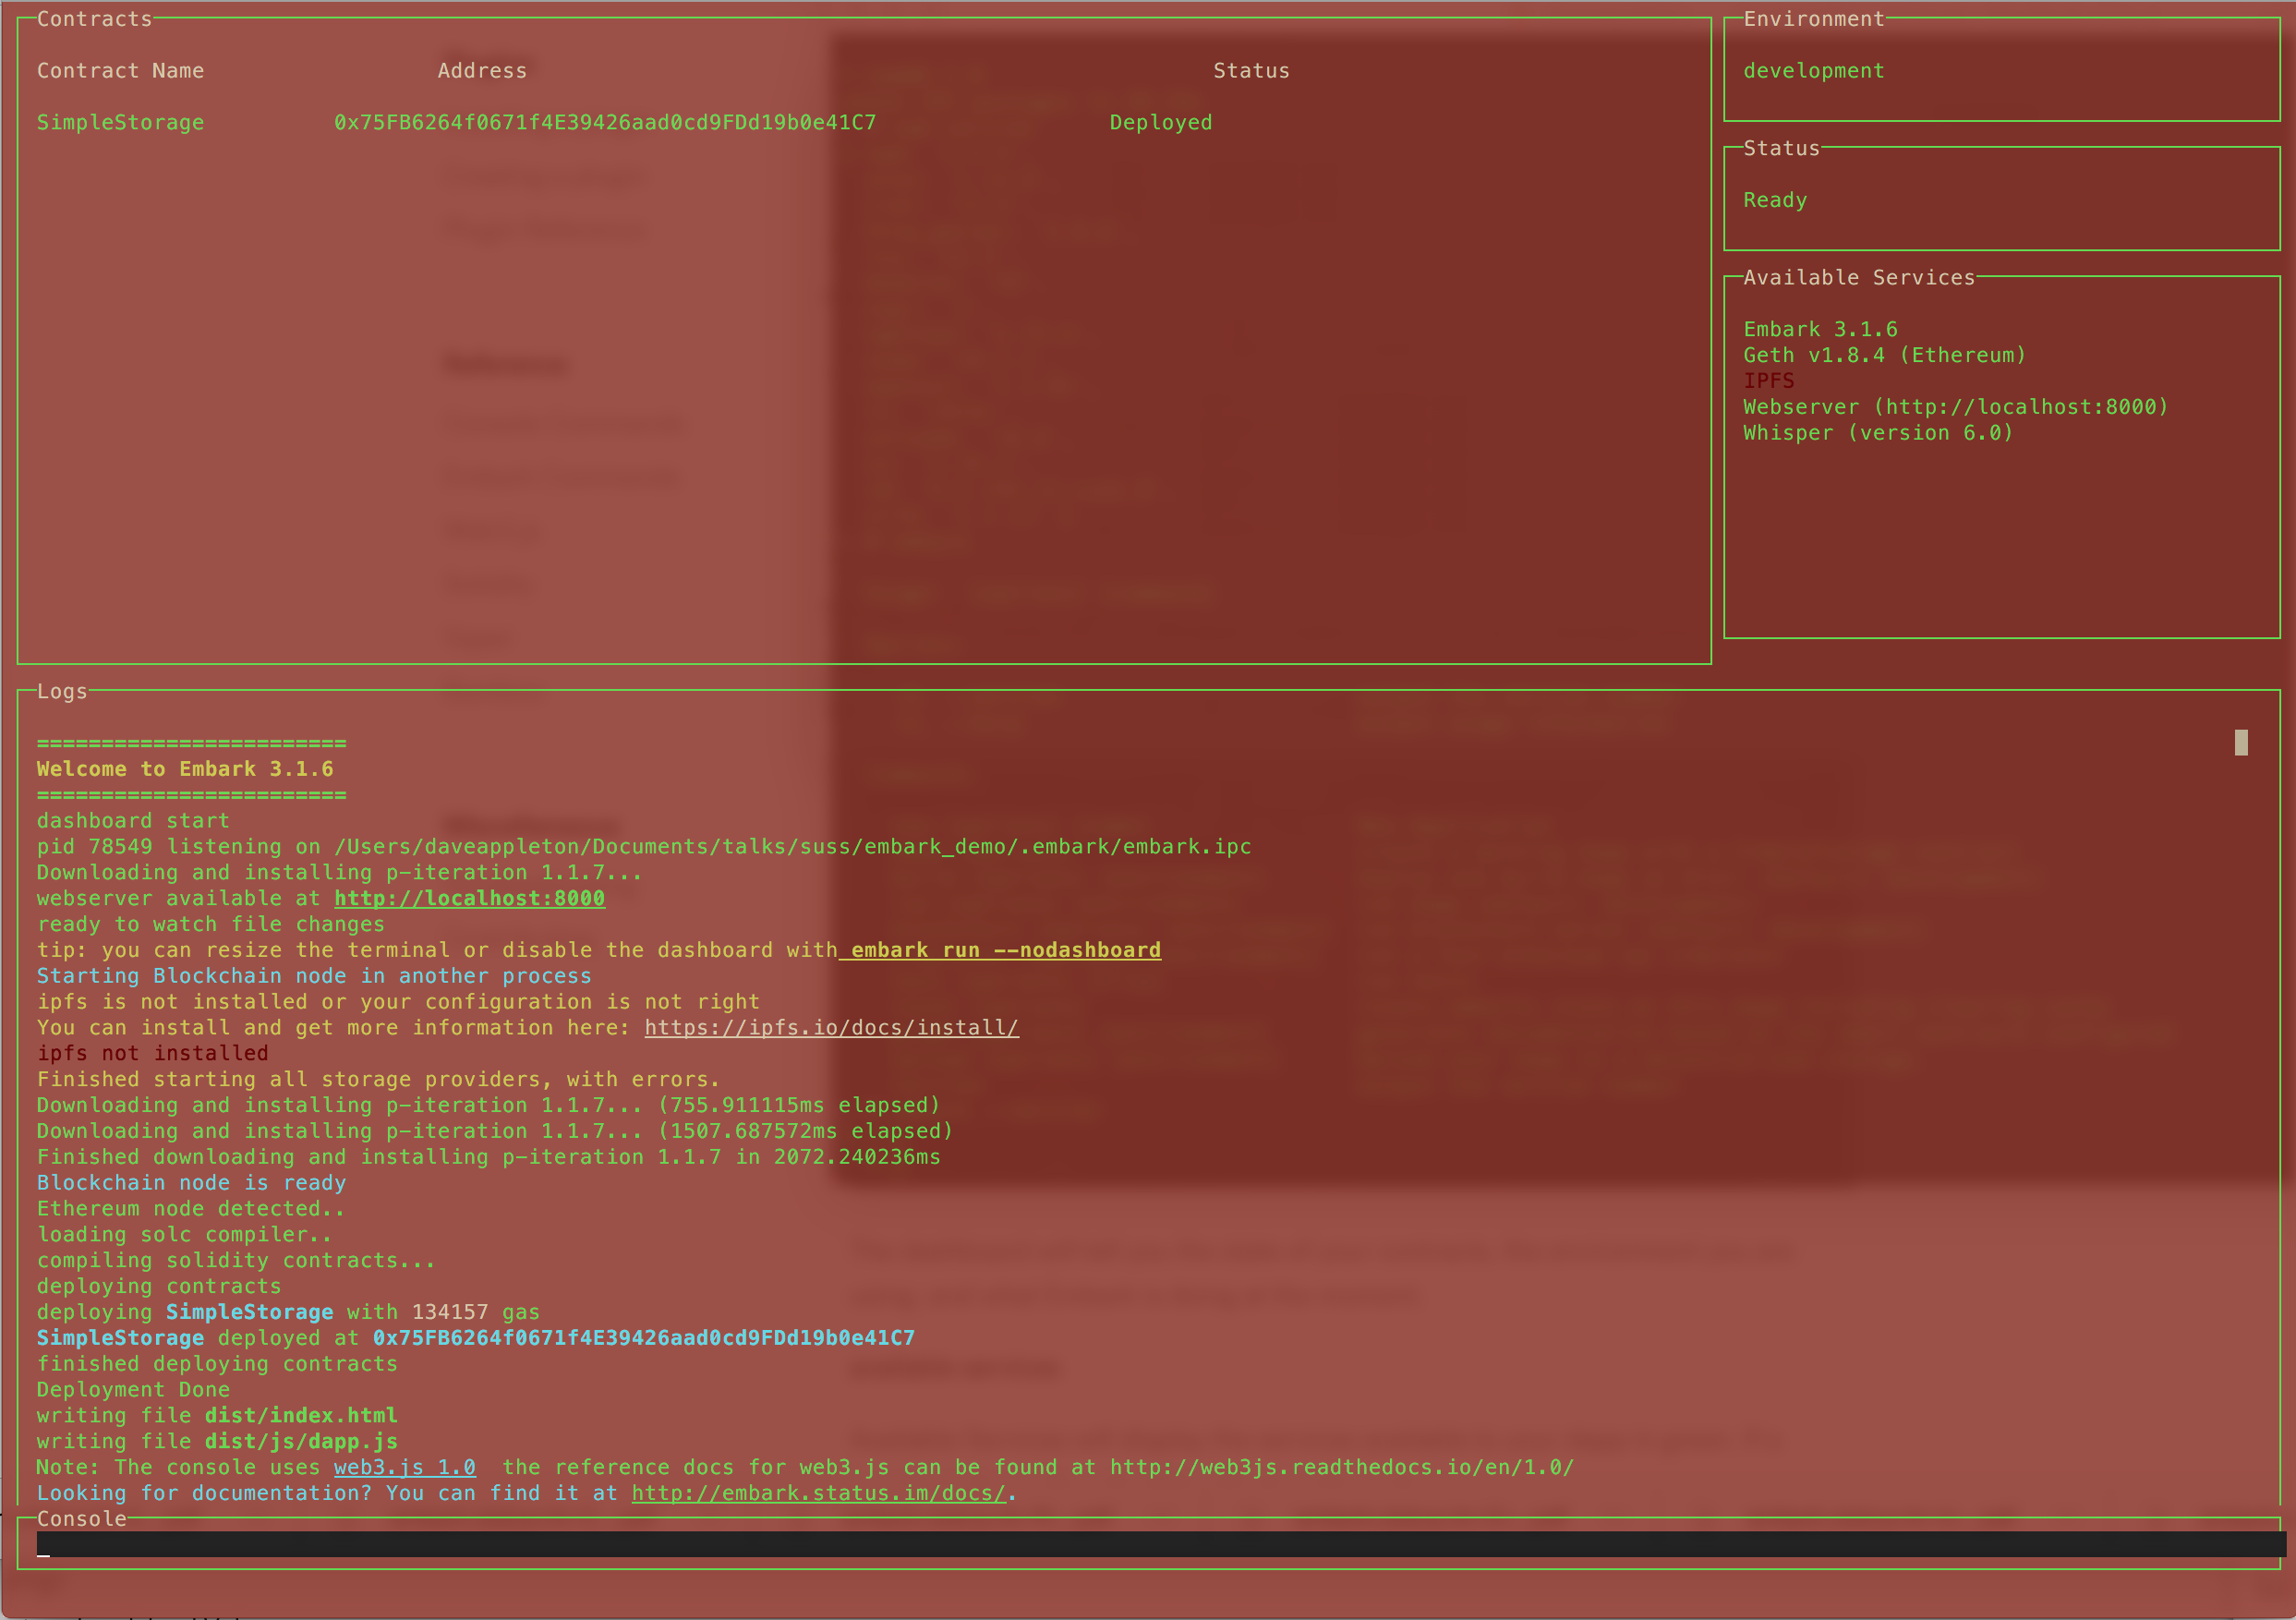 Contracts
Contract Name Address Status
SimpleStorage 0x75FB6264f0671f4E39426aad0cd9FDd19b0e41C7 Deployed
Environment
development
Status
Ready
Available Services
Embark 3.1.6
Geth v1.8.4 (Ethereum)
IPFS
Webserver (http://localhost:8000)
Whisper (version 6.0)
Logs
========================
Welcome to Embark 3.1.6
========================
dashboard start
pid 78549 listening on /Users/daveappleton/Documents/talks/suss/embark_demo/.embark/embark.ipc
Downloading and installing p-iteration 1.1.7...
webserver available at http://localhost:8000
ready to watch file changes
tip: you can resize the terminal or disable the dashboard with embark run --nodashboard
Starting Blockchain node in another process
ipfs is not installed or your configuration is not right
You can install and get more information here: https://ipfs.io/docs/install/
ipfs not installed
Finished starting all storage providers, with errors.
Downloading and installing p-iteration 1.1.7... (755.911115ms elapsed)
Downloading and installing p-iteration 1.1.7... (1507.687572ms elapsed)
Finished downloading and installing p-iteration 1.1.7 in 2072.240236ms
Blockchain node is ready
Ethereum node detected..
loading solc compiler..
compiling solidity contracts...
deploying contracts
deploying SimpleStorage with 134157 gas
SimpleStorage deployed at 0x75FB6264f0671f4E39426aad0cd9FDd19b0e41C7
finished deploying contracts
Deployment Done
writing file dist/index.html
writing file dist/js/dapp.js
Note: The console uses web3.js 1.0  the reference docs for web3.js can be found at http://web3js.readthedocs.io/en/1.0/
Looking for documentation? You can find it at http://embark.status.im/docs/.
Console